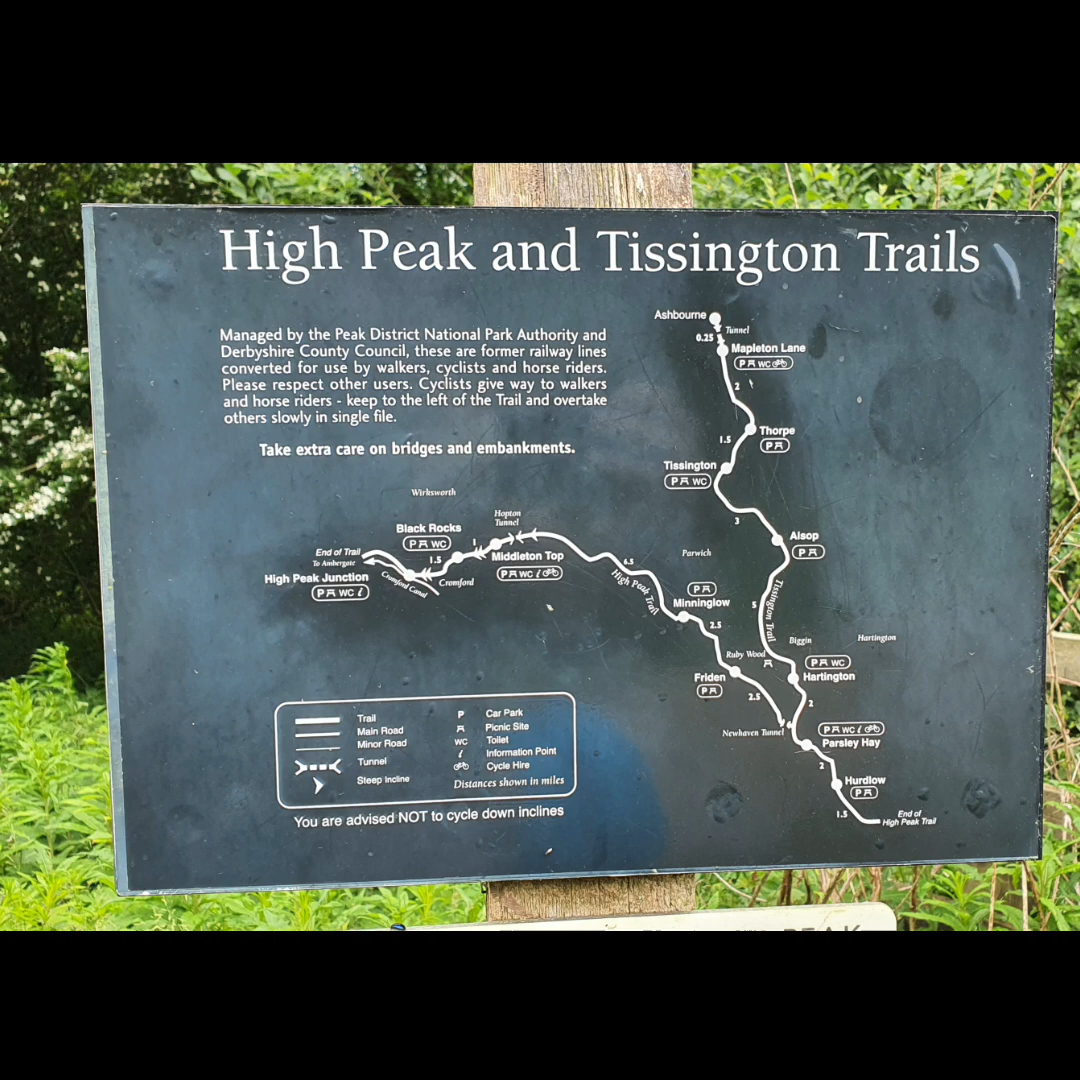 High Peak and Tissington Trails
Managed by the Peak District National Park Authority and
Derbyshire County Council, these are former railway lines
converted for use by walkers, cyclists and horse riders.
Please respect other users. Cyclists give way to walkers
and horse riders - keep to the left of the Trail and overtake
others slowly in single file.
Take extra care on bridges and embankments.
Ashbourne
Tunnel
0.25
Mapleton Lane
P WC
2
Thorpe
P
1.5
Tissington
P WC
3
Alsop
P
5
Tissington Trail
Biggin
Hartington
P WC
Hartington
2
P WC i
Parsley Hay
2
Hurdlow
P
1.5
End of
High Peak Trail
Wirksworth
Black Rocks
P WC
Hopton
Tunnel
1
Middleton Top
P WC i
End of Trail
To Ambergate
1.5
High Peak Junction
P WC i
Cromford Canal
Cromford
6.5
High Peak Trail
Parwich
P
Minninglow
2.5
Ruby Wood
Friden
P
2.5
Newhaven Tunnel
Trail
Main Road
Minor Road
Tunnel
Steep Incline
P Car Park
Picnic Site
WC Toilet
i Information Point
Cycle Hire
Distances shown in miles
You are advised NOT to cycle down inclines
PEAK